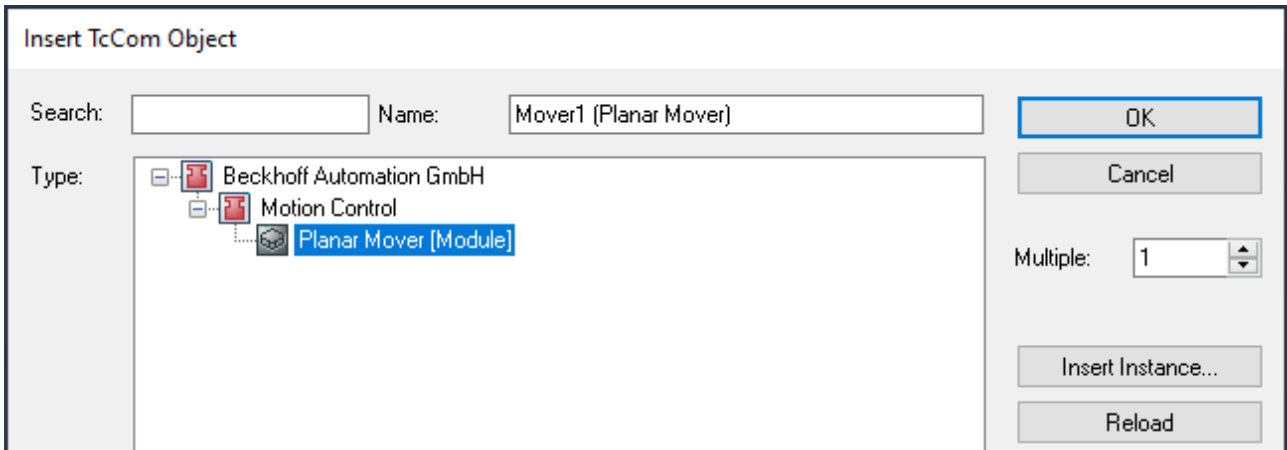 Insert TcCom Object
Search:
Name: Mover1 (Planar Mover)
OK
Type: Beckhoff Automation GmbH
Cancel
Motion Control
Planar Mover [Module]
Multiple: 1
Insert Instance...
Reload